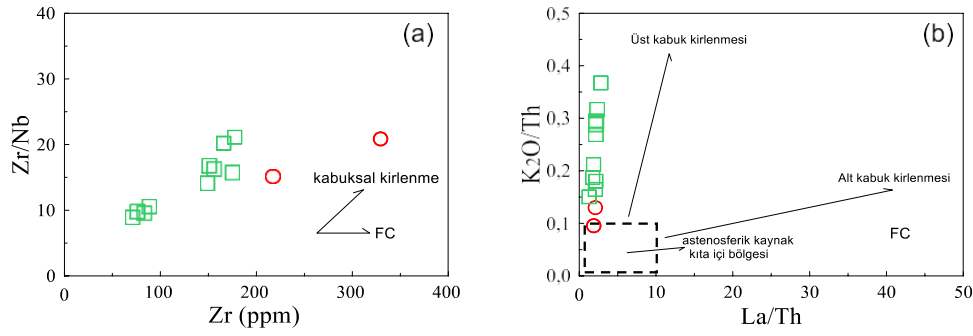 (a)
Zr/Nb
40
30
20
10
0
0
100
200
300
400
Zr (ppm)
kabuksal kirlenme
FC
(b)
K₂O/Th
0,5
0,4
0,3
0,2
0,1
0,0
0
10
20
30
40
50
La/Th
Üst kabuk kirlenmesi
Alt kabuk kirlenmesi
astenosferik kaynak
kıta içi bölgesi
FC